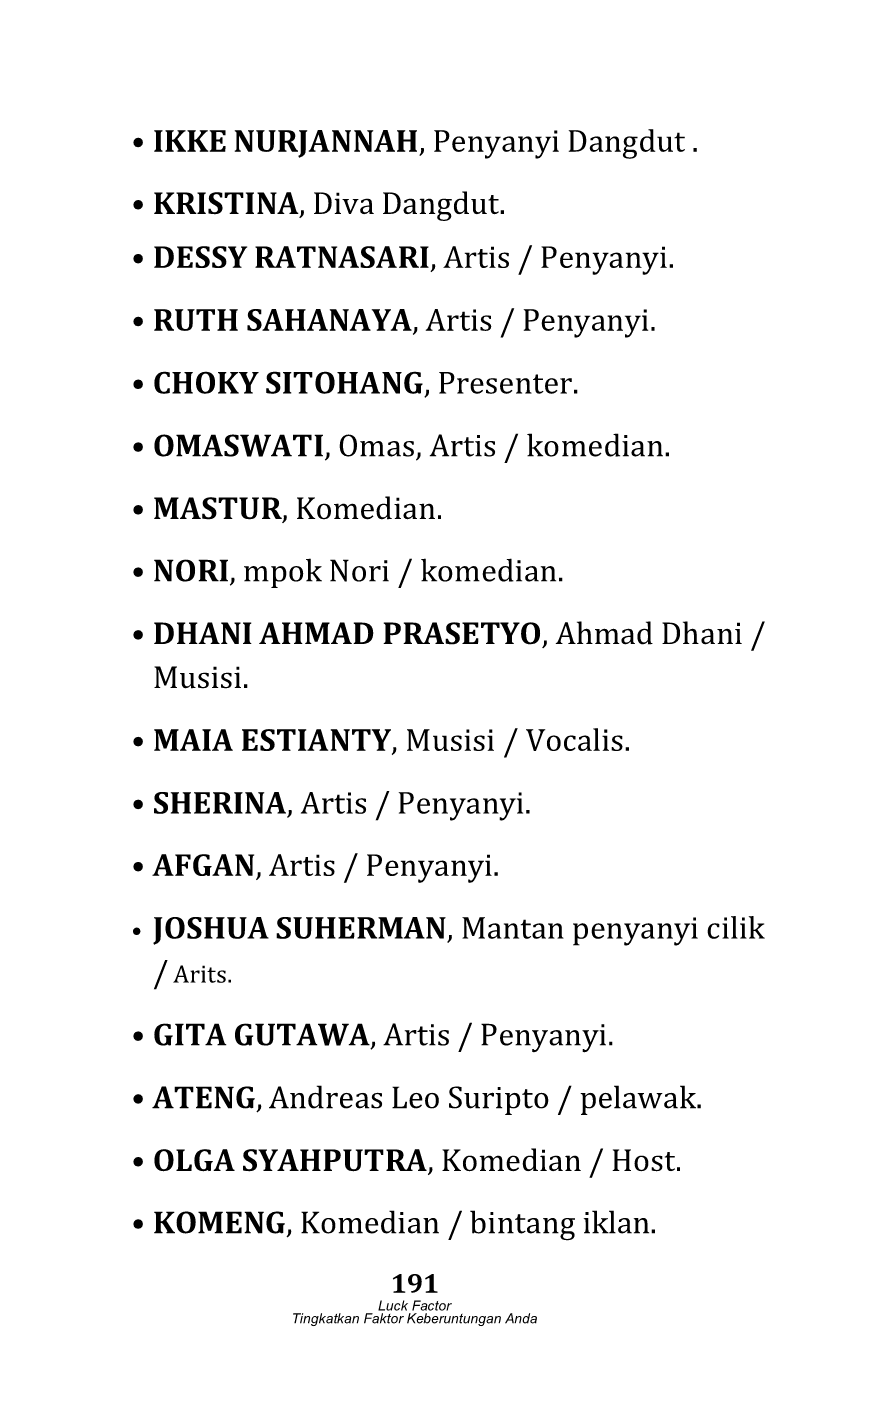 • IKKE NURJANNAH, Penyanyi Dangdut .
• KRISTINA, Diva Dangdut.
• DESSY RATNASARI, Artis / Penyanyi.
• RUTH SAHANAYA, Artis / Penyanyi.
• CHOKY SITOHANG, Presenter.
• OMASWATI, Omas, Artis / komedian.
• MASTUR, Komedian.
• NORI, mpok Nori / komedian.
• DHANI AHMAD PRASETYO, Ahmad Dhani /
Musisi.
• MAIA ESTIANTY, Musisi / Vocalis.
• SHERINA, Artis / Penyanyi.
• AFGAN, Artis / Penyanyi.
• JOSHUA SUHERMAN, Mantan penyanyi cilik
/ Arits.
• GITA GUTAWA, Artis / Penyanyi.
• ATENG, Andreas Leo Suripto / pelawak.
• OLGA SYAHPUTRA, Komedian / Host.
• KOMENG, Komedian / bintang iklan.
191
Luck Factor
Tingkatkan Faktor Keberuntungan Anda